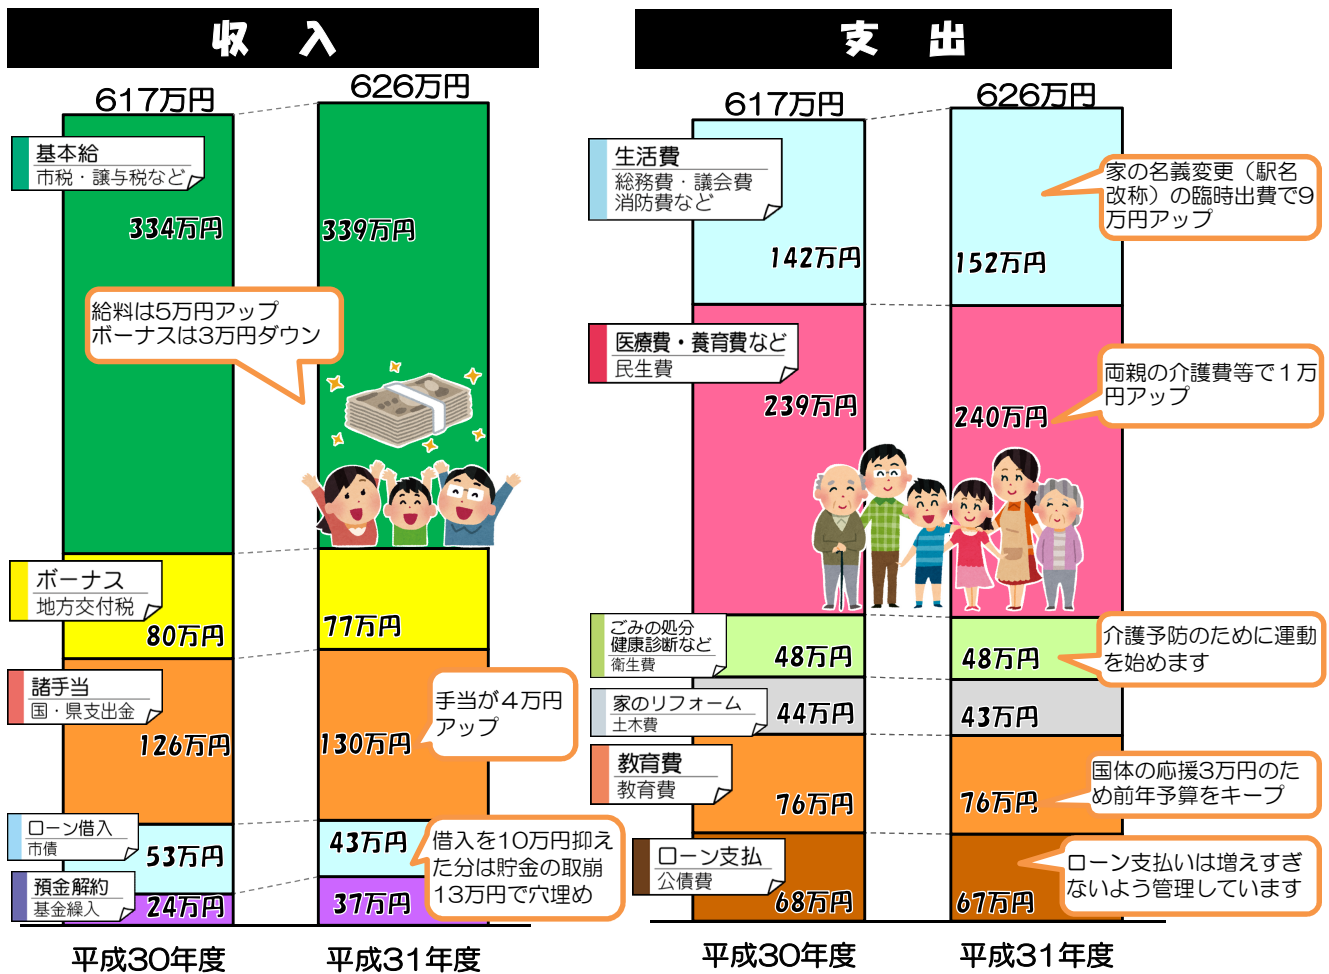 収入
617万円
626万円
基本給
市税・譲与税など
334万円
339万円
給料は5万円アップ
ボーナスは3万円ダウン
ボーナス
地方交付税
80万円
77万円
諸手当
国・県支出金
126万円
130万円
手当が4万円
アップ
ローン借入
市債
53万円
43万円
借入を10万円抑え
た分は貯金の取崩
13万円で穴埋め
預金解約
基金繰入
24万円
37万円
平成30年度
平成31年度
支出
617万円
626万円
生活費
総務費・議会費
消防費など
142万円
152万円
家の名義変更（駅名
改称）の臨時出費で9
万円アップ
医療費・養育費など
民生費
239万円
240万円
両親の介護費等で１万
円アップ
ごみの処分
健康診断など
衛生費
48万円
48万円
介護予防のために運動
を始めます
家のリフォーム
土木費
44万円
43万円
教育費
教育費
76万円
76万円
国体の応援3万円のた
め前年予算をキープ
ローン支払
公債費
68万円
67万円
ローン支払いは増えすぎ
ないよう管理しています
平成30年度
平成31年度